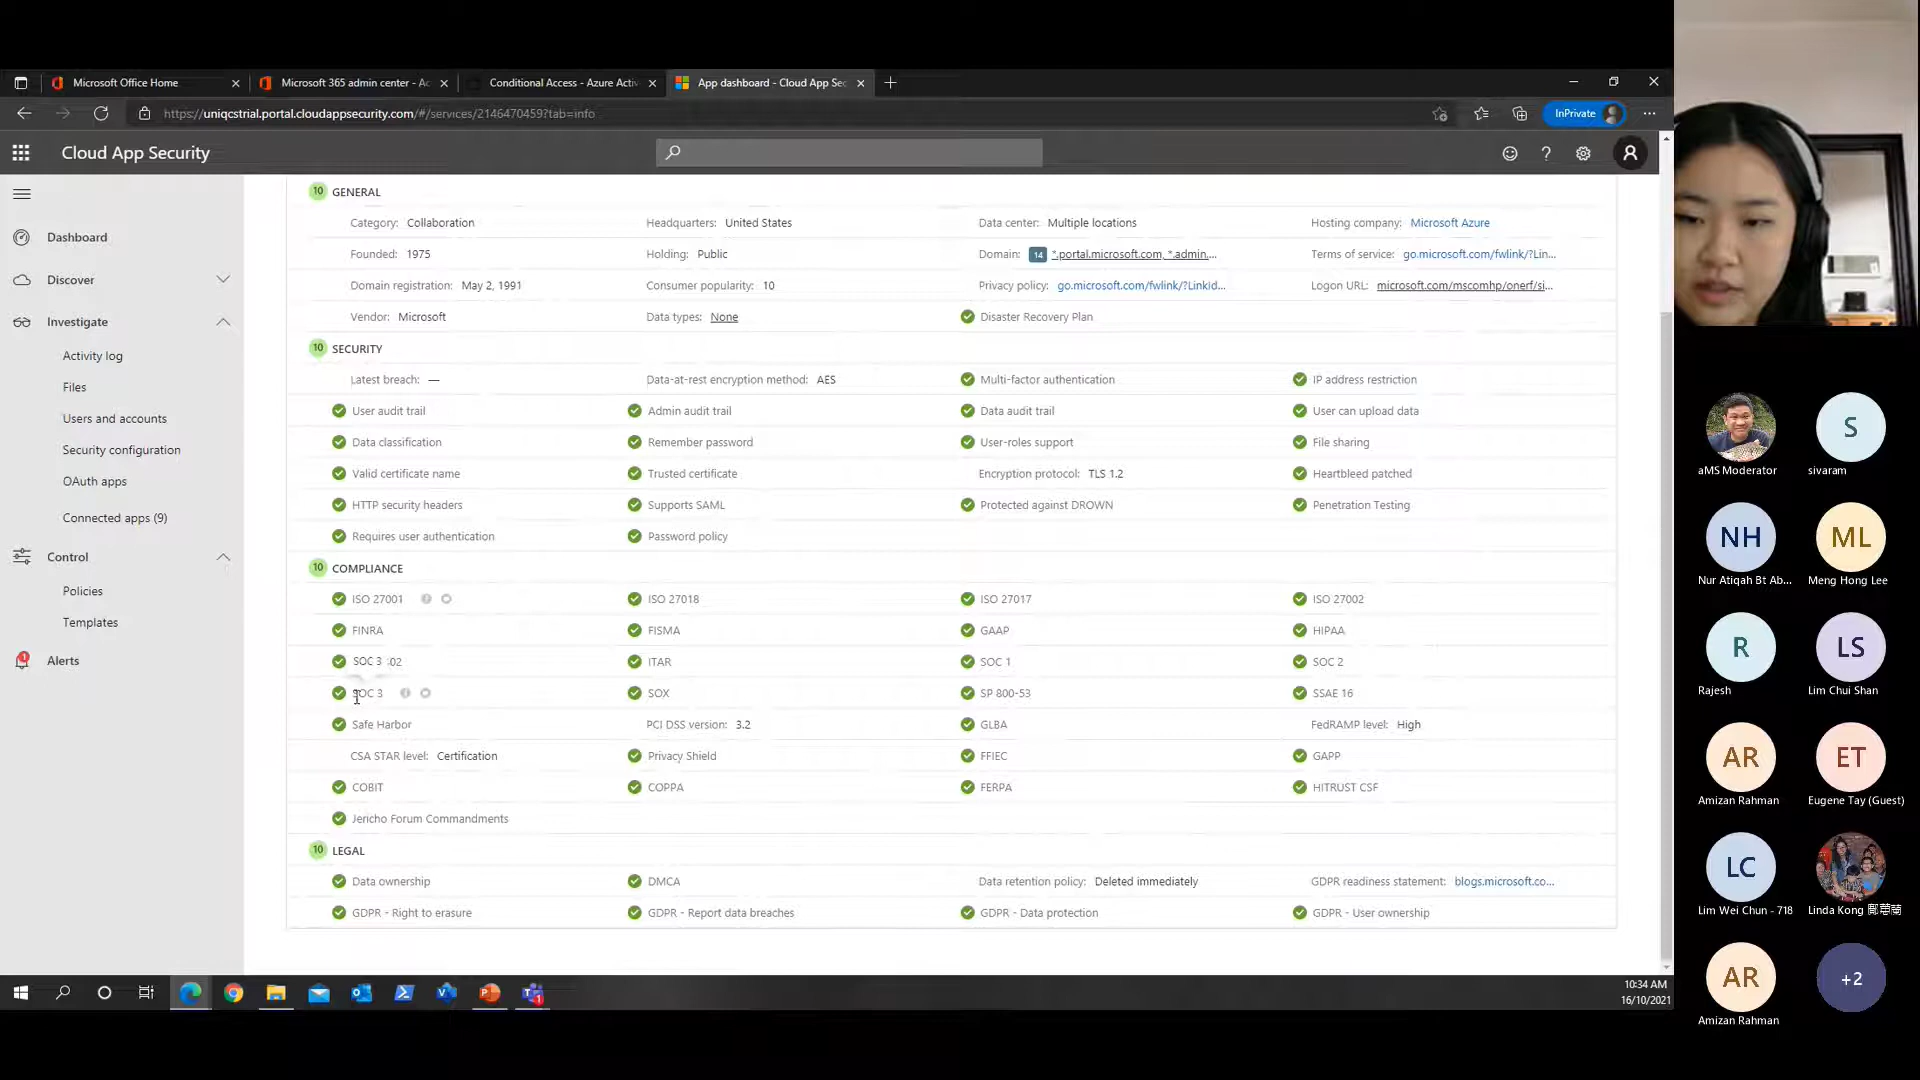 Microsoft Office Home
Microsoft 365 admin center - Ac
Conditional Access - Azure Activ
App dashboard - Cloud App Sec
https://uniqcstrial.portal.cloudappsecurity.com/#/services/2146470459?tab=info
InPrivate
Cloud App Security
Dashboard
Discover
Investigate
Activity log
Files
Users and accounts
Security configuration
OAuth apps
Connected apps (9)
Control
Policies
Templates
1
Alerts
10 GENERAL
Category: Collaboration Headquarters: United States Data center: Multiple locations Hosting company: Microsoft Azure
Founded: 1975 Holding: Public Domain: 14 *.portal.microsoft.com, *.admin.... Terms of service: go.microsoft.com/fwlink/?Lin...
Domain registration: May 2, 1991 Consumer popularity: 10 Privacy policy: go.microsoft.com/fwlink/?Linkid... Logon URL: microsoft.com/mscomhp/onerf/si...
Vendor: Microsoft Data types: None Disaster Recovery Plan
10 SECURITY
Latest breach: — Data-at-rest encryption method: AES Multi-factor authentication IP address restriction
User audit trail Admin audit trail Data audit trail User can upload data
Data classification Remember password User-roles support File sharing
Valid certificate name Trusted certificate Encryption protocol: TLS 1.2 Heartbleed patched
HTTP security headers Supports SAML Protected against DROWN Penetration Testing
Requires user authentication Password policy
10 COMPLIANCE
ISO 27001 ISO 27018 ISO 27017 ISO 27002
FINRA FISMA GAAP HIPAA
SOC 3 :02 ITAR SOC 1 SOC 2
SOC 3 SOX SP 800-53 SSAE 16
Safe Harbor PCI DSS version: 3.2 GLBA FedRAMP level: High
CSA STAR level: Certification Privacy Shield FFIEC GAPP
COBIT COPPA FERPA HITRUST CSF
Jericho Forum Commandments
10 LEGAL
Data ownership DMCA Data retention policy: Deleted immediately GDPR readiness statement: blogs.microsoft.co...
GDPR - Right to erasure GDPR - Report data breaches GDPR - Data protection GDPR - User ownership
10:34 AM
16/10/2021
S
aMS Moderator sivaram
NH ML
Nur Atiqah Bt Ab... Meng Hong Lee
R LS
Rajesh Lim Chui Shan
AR ET
Amizan Rahman Eugene Tay (Guest)
LC
Lim Wei Chun - 718 Linda Kong
AR +2
Amizan Rahman